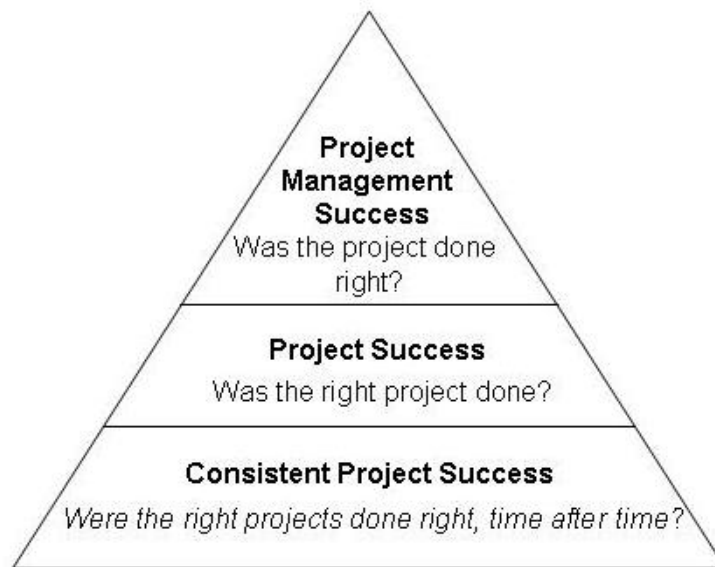 Project
Management
Success
Was the project done
right?
Project Success
Was the right project done?
Consistent Project Success
Were the right projects done right, time after time?